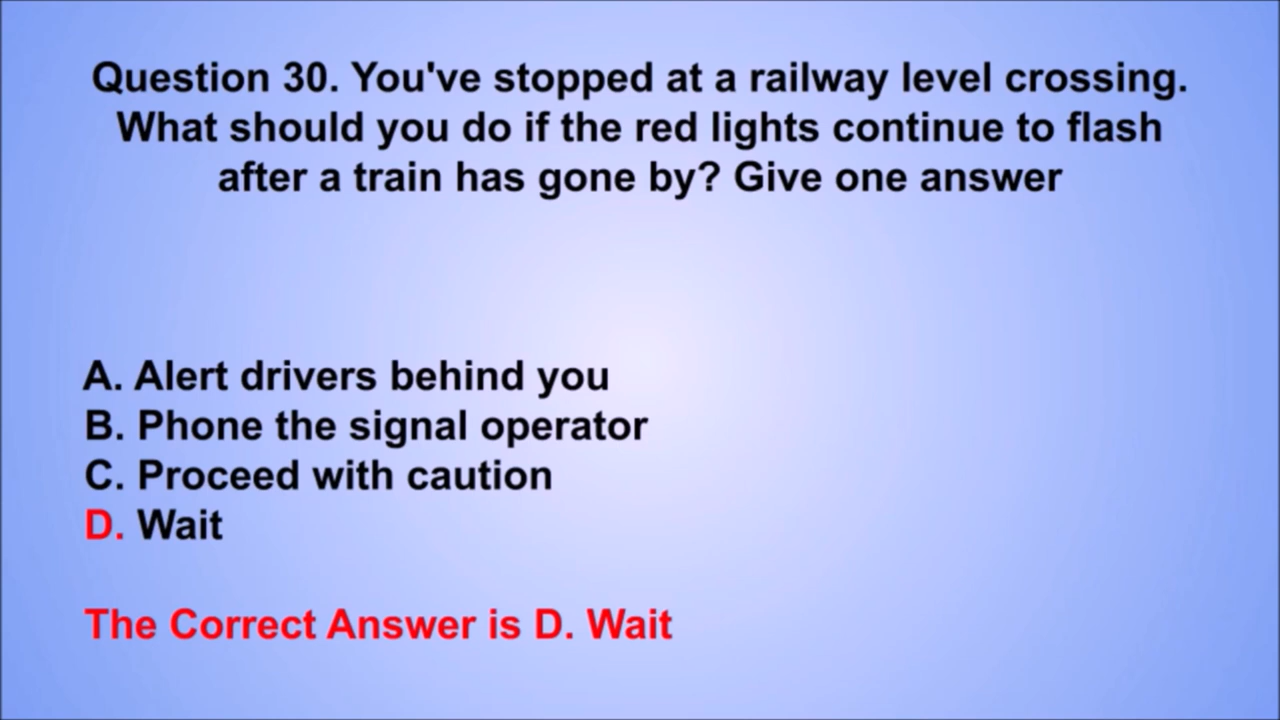 Question 30. You've stopped at a railway level crossing.
What should you do if the red lights continue to flash
after a train has gone by? Give one answer
A. Alert drivers behind you
B. Phone the signal operator
C. Proceed with caution
D. Wait
The Correct Answer is D. Wait